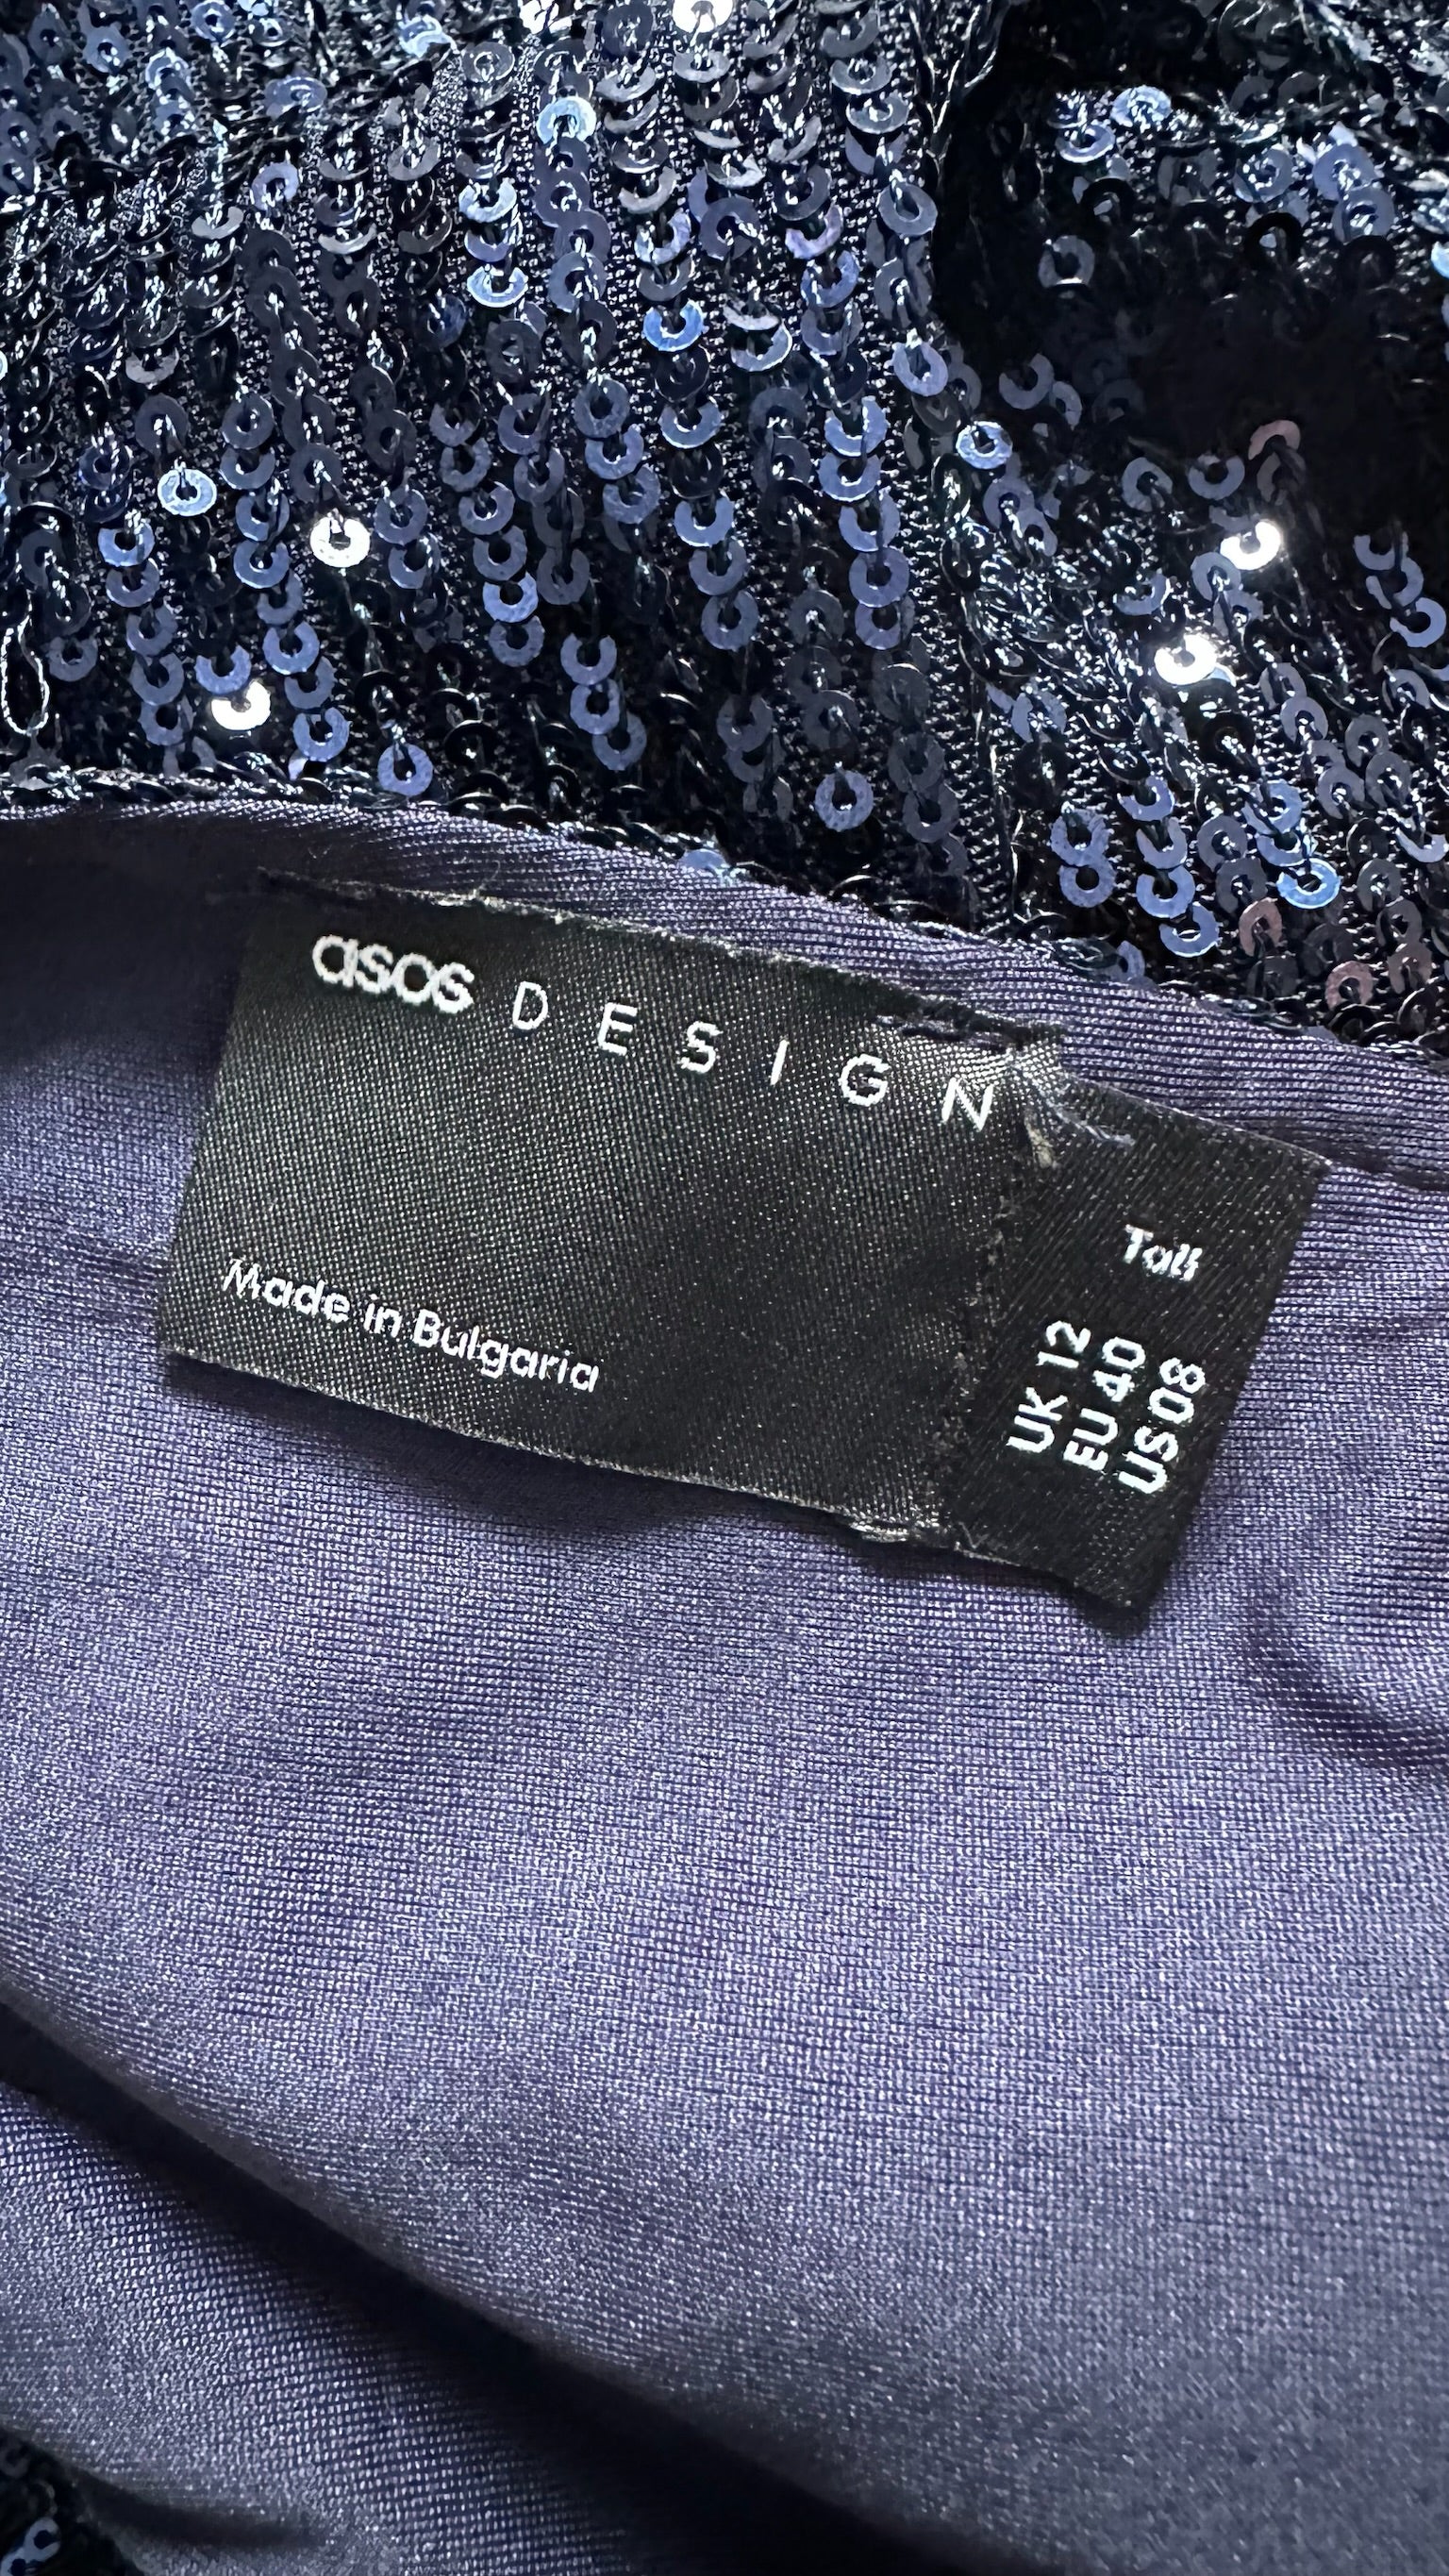 asos DESIGN
Made in Bulgaria
Tall
UK 12
EU 40
US 08